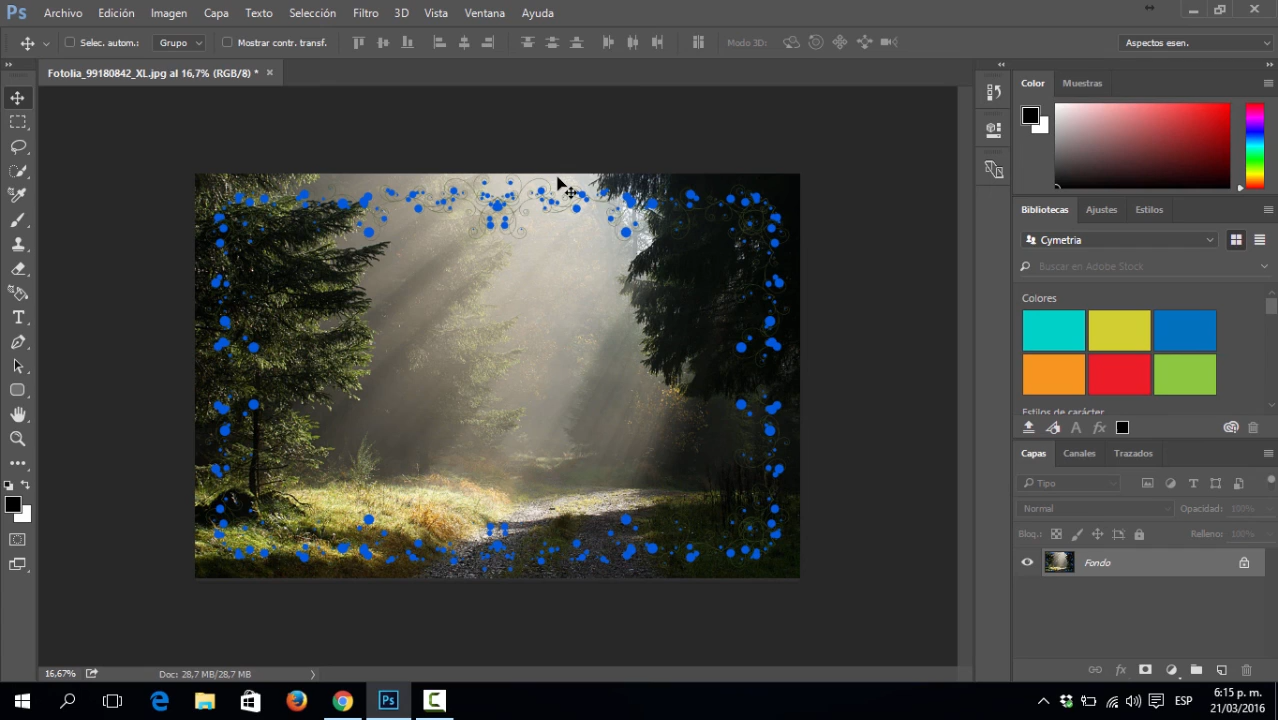 Ps Archivo Edición Imagen Capa Texto Selección Filtro 3D Vista Ventana Ayuda
Selec. autom.: Grupo Mostrar contr. transf. Modo 3D: Aspectos esen.
Fotolia_99180842_XL.jpg al 16,7% (RGB/8) *
Color Muestras
Bibliotecas Ajustes Estilos
Cymetria
Buscar en Adobe Stock
Colores
Estilos de carácter
Capas Canales Trazados
Tipo
Normal Opacidad: 100%
Bloq.: Relleno: 100%
Fondo
16,67% Doc: 28,7 MB/28,7 MB
ESP
6:15 p. m.
21/03/2016